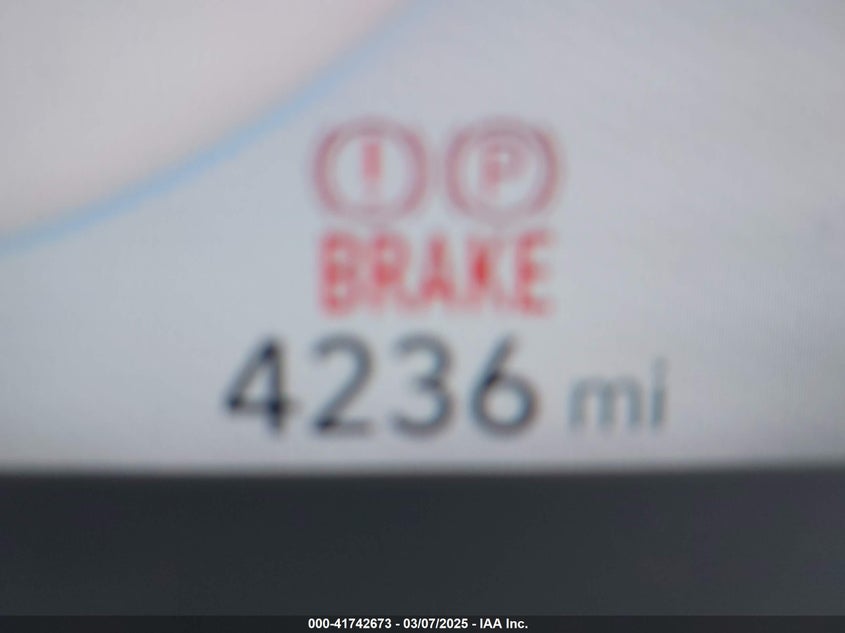 ! P
BRAKE
4236 mi
000-41742673 - 03/07/2025 - IAA Inc.